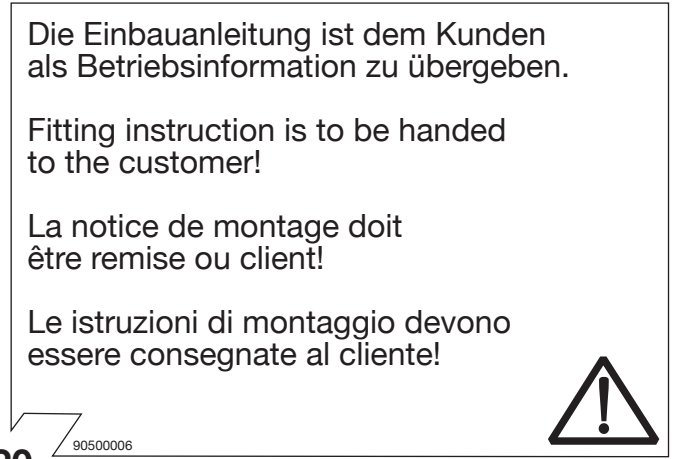 Die Einbauanleitung ist dem Kunden
als Betriebsinformation zu übergeben.
Fitting instruction is to be handed
to the customer!
La notice de montage doit
être remise ou client!
Le istruzioni di montaggio devono
essere consegnate al cliente!
90500006